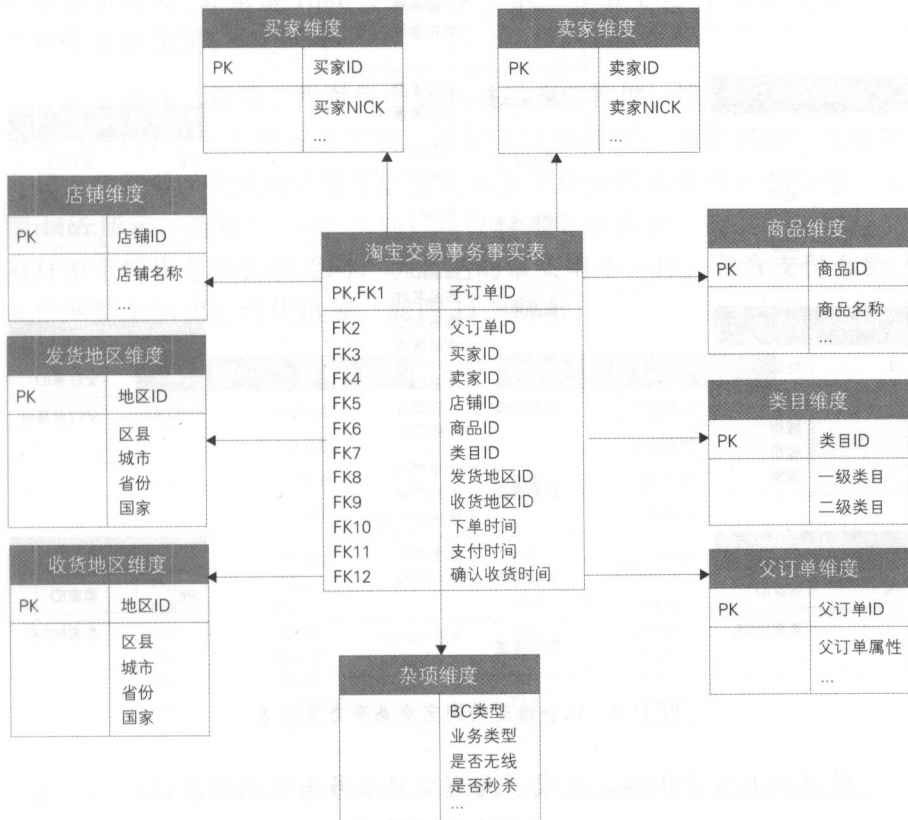 买家维度
PK 买家ID
买家NICK
...
卖家维度
PK 卖家ID
卖家NICK
...
店铺维度
PK 店铺ID
店铺名称
...
淘宝交易事务事实表
PK,FK1 子订单ID
FK2 父订单ID
FK3 买家ID
FK4 卖家ID
FK5 店铺ID
FK6 商品ID
FK7 类目ID
FK8 发货地区ID
FK9 收货地区ID
FK10 下单时间
FK11 支付时间
FK12 确认收货时间
商品维度
PK 商品ID
商品名称
...
发货地区维度
PK 地区ID
区县
城市
省份
国家
类目维度
PK 类目ID
一级类目
二级类目
收货地区维度
PK 地区ID
区县
城市
省份
国家
父订单维度
PK 父订单ID
父订单属性
...
杂项维度
BC类型
业务类型
是否无线
是否秒杀
...